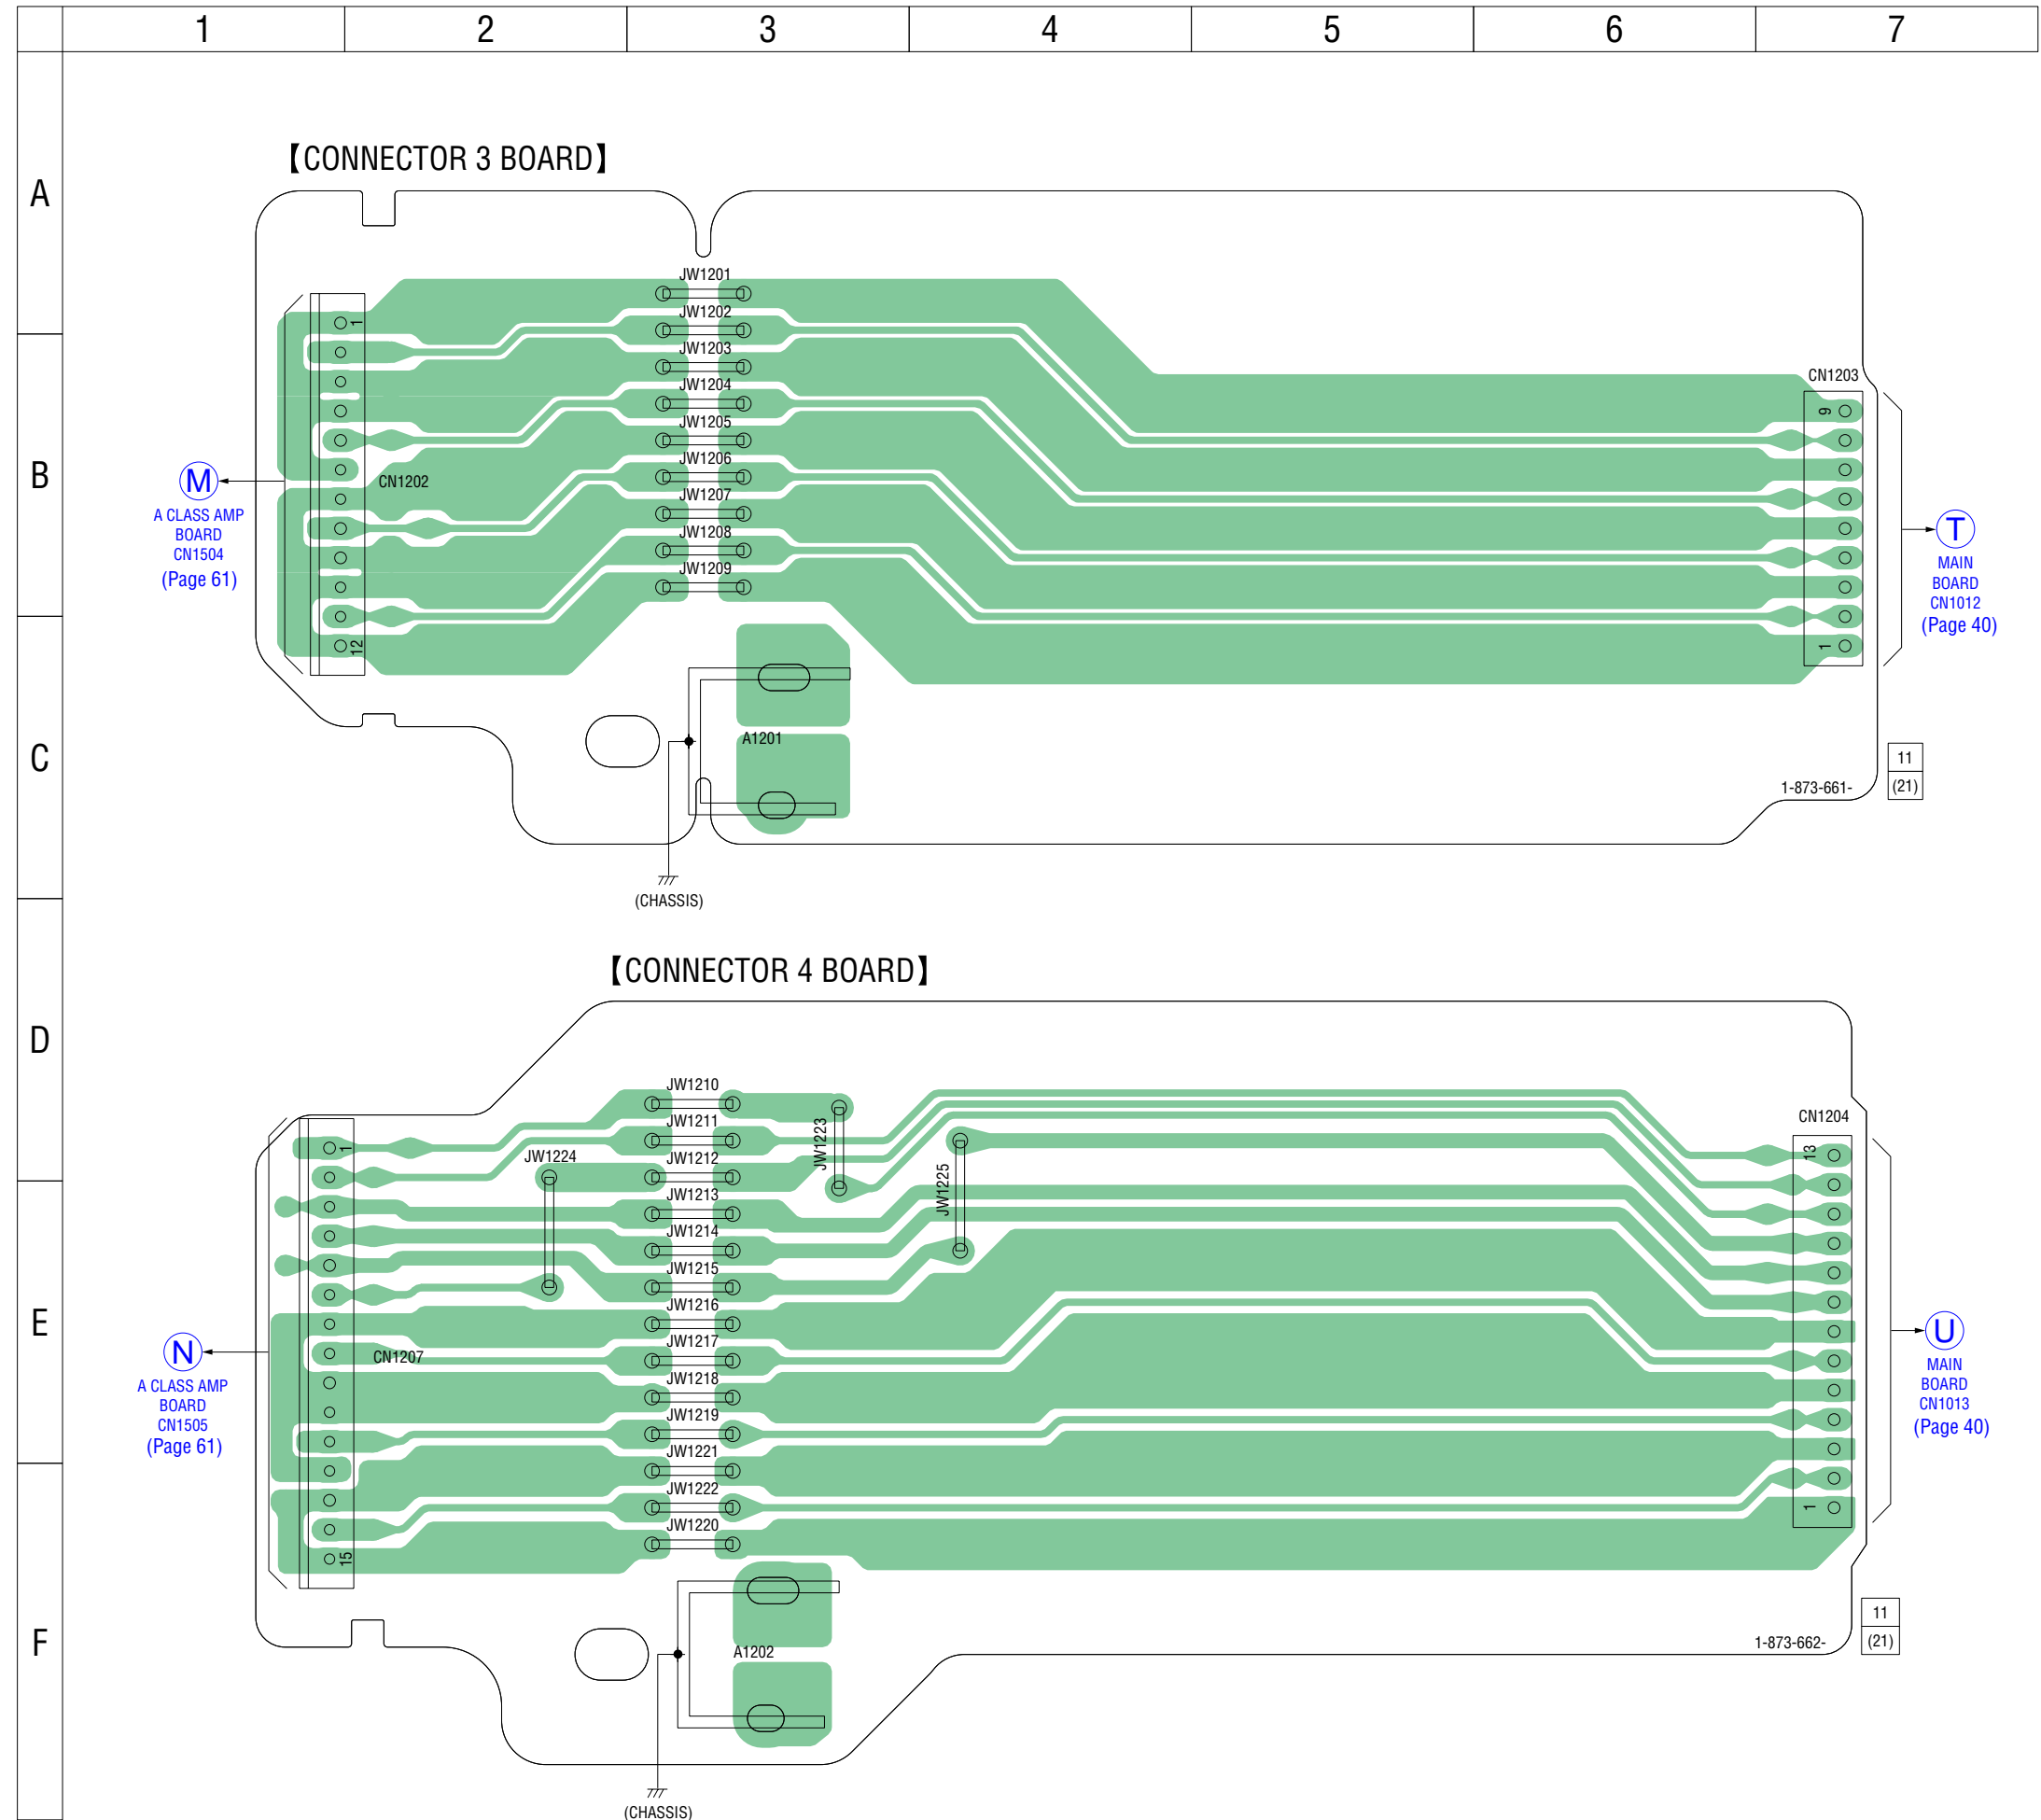 1 2 3 4 5 6 7
A
B
C
D
E
F
【CONNECTOR 3 BOARD】
JW1201
JW1202
JW1203
JW1204
JW1205
JW1206
JW1207
JW1208
JW1209
1
CN1202
12
M
A CLASS AMP
BOARD
CN1504
(Page 61)
CN1203
9
1
T
MAIN
BOARD
CN1012
(Page 40)
A1201
1-873-661-
11
(21)
(CHASSIS)
【CONNECTOR 4 BOARD】
JW1210
JW1211
JW1212
JW1213
JW1214
JW1215
JW1216
JW1217
JW1218
JW1219
JW1221
JW1222
JW1220
JW1223
JW1224
JW1225
1
CN1207
15
N
A CLASS AMP
BOARD
CN1505
(Page 61)
CN1204
13
1
U
MAIN
BOARD
CN1013
(Page 40)
A1202
1-873-662-
11
(21)
(CHASSIS)